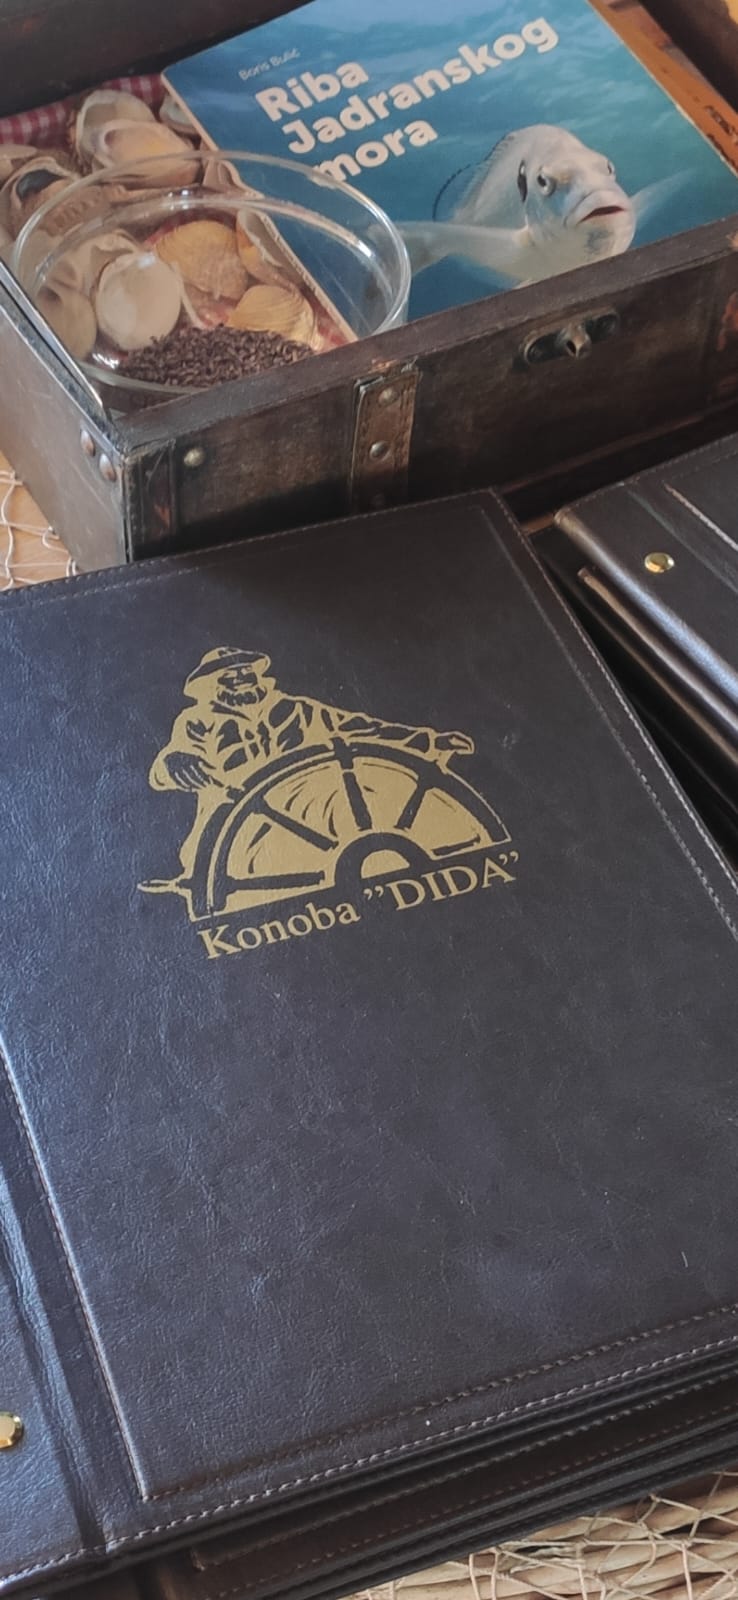 Boris Bulić
Riba
Jadranskog
mora
Konoba ”DIDA”